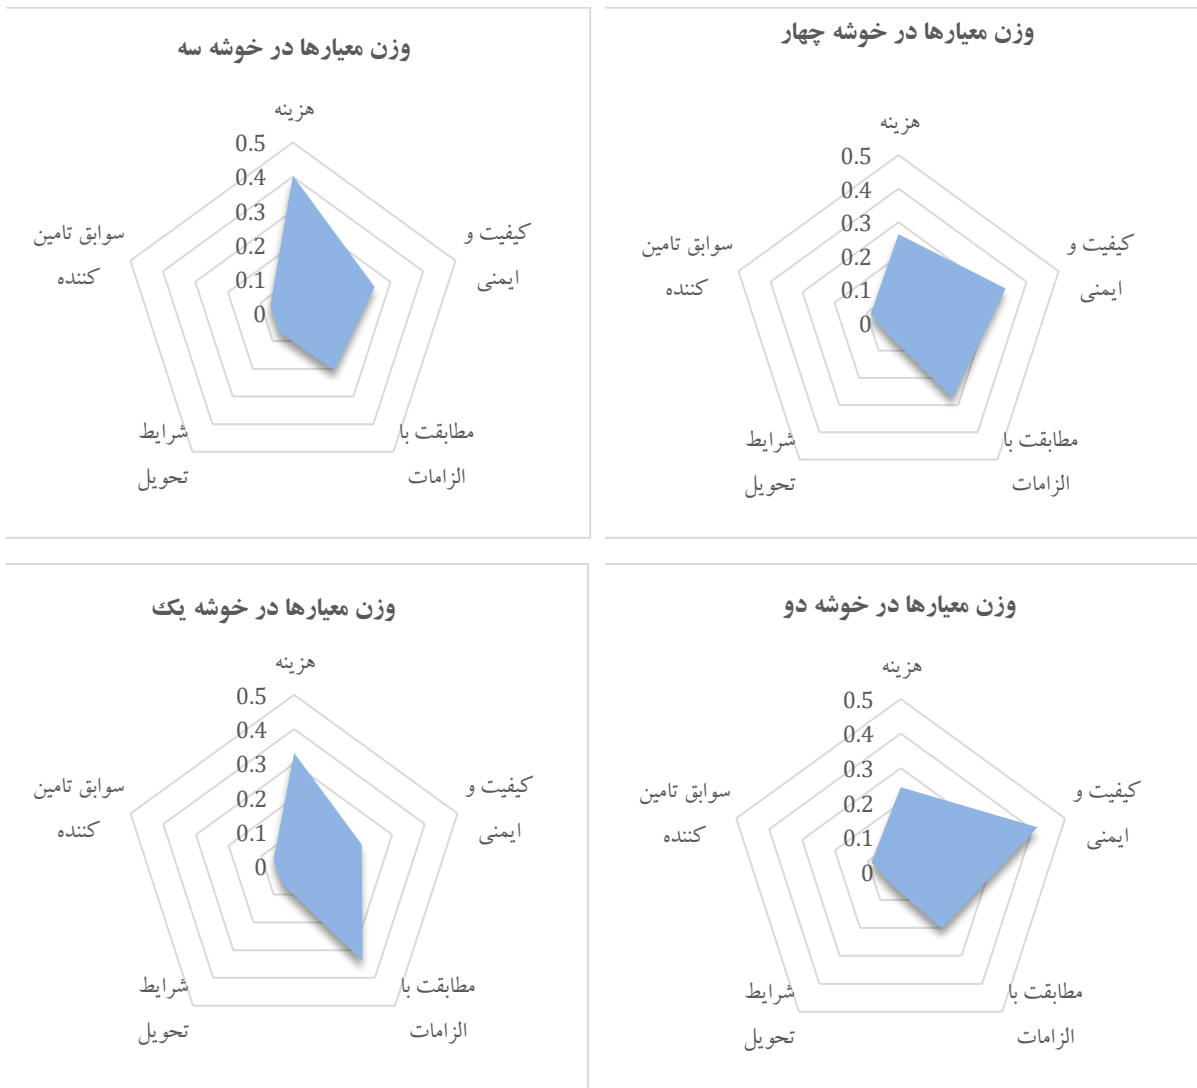 وزن معیارها در خوشه چهار
هزینه
0.5
0.4
0.3
0.2
0.1
0
کیفیت و
ایمنی
مطابقت با
الزامات
شرایط
تحویل
سوابق تامین
کننده
وزن معیارها در خوشه سه
هزینه
0.5
0.4
0.3
0.2
0.1
0
کیفیت و
ایمنی
مطابقت با
الزامات
شرایط
تحویل
سوابق تامین
کننده
وزن معیارها در خوشه دو
هزینه
0.5
0.4
0.3
0.2
0.1
0
کیفیت و
ایمنی
مطابقت با
الزامات
شرایط
تحویل
سوابق تامین
کننده
وزن معیارها در خوشه یک
هزینه
0.5
0.4
0.3
0.2
0.1
0
کیفیت و
ایمنی
مطابقت با
الزامات
شرایط
تحویل
سوابق تامین
کننده